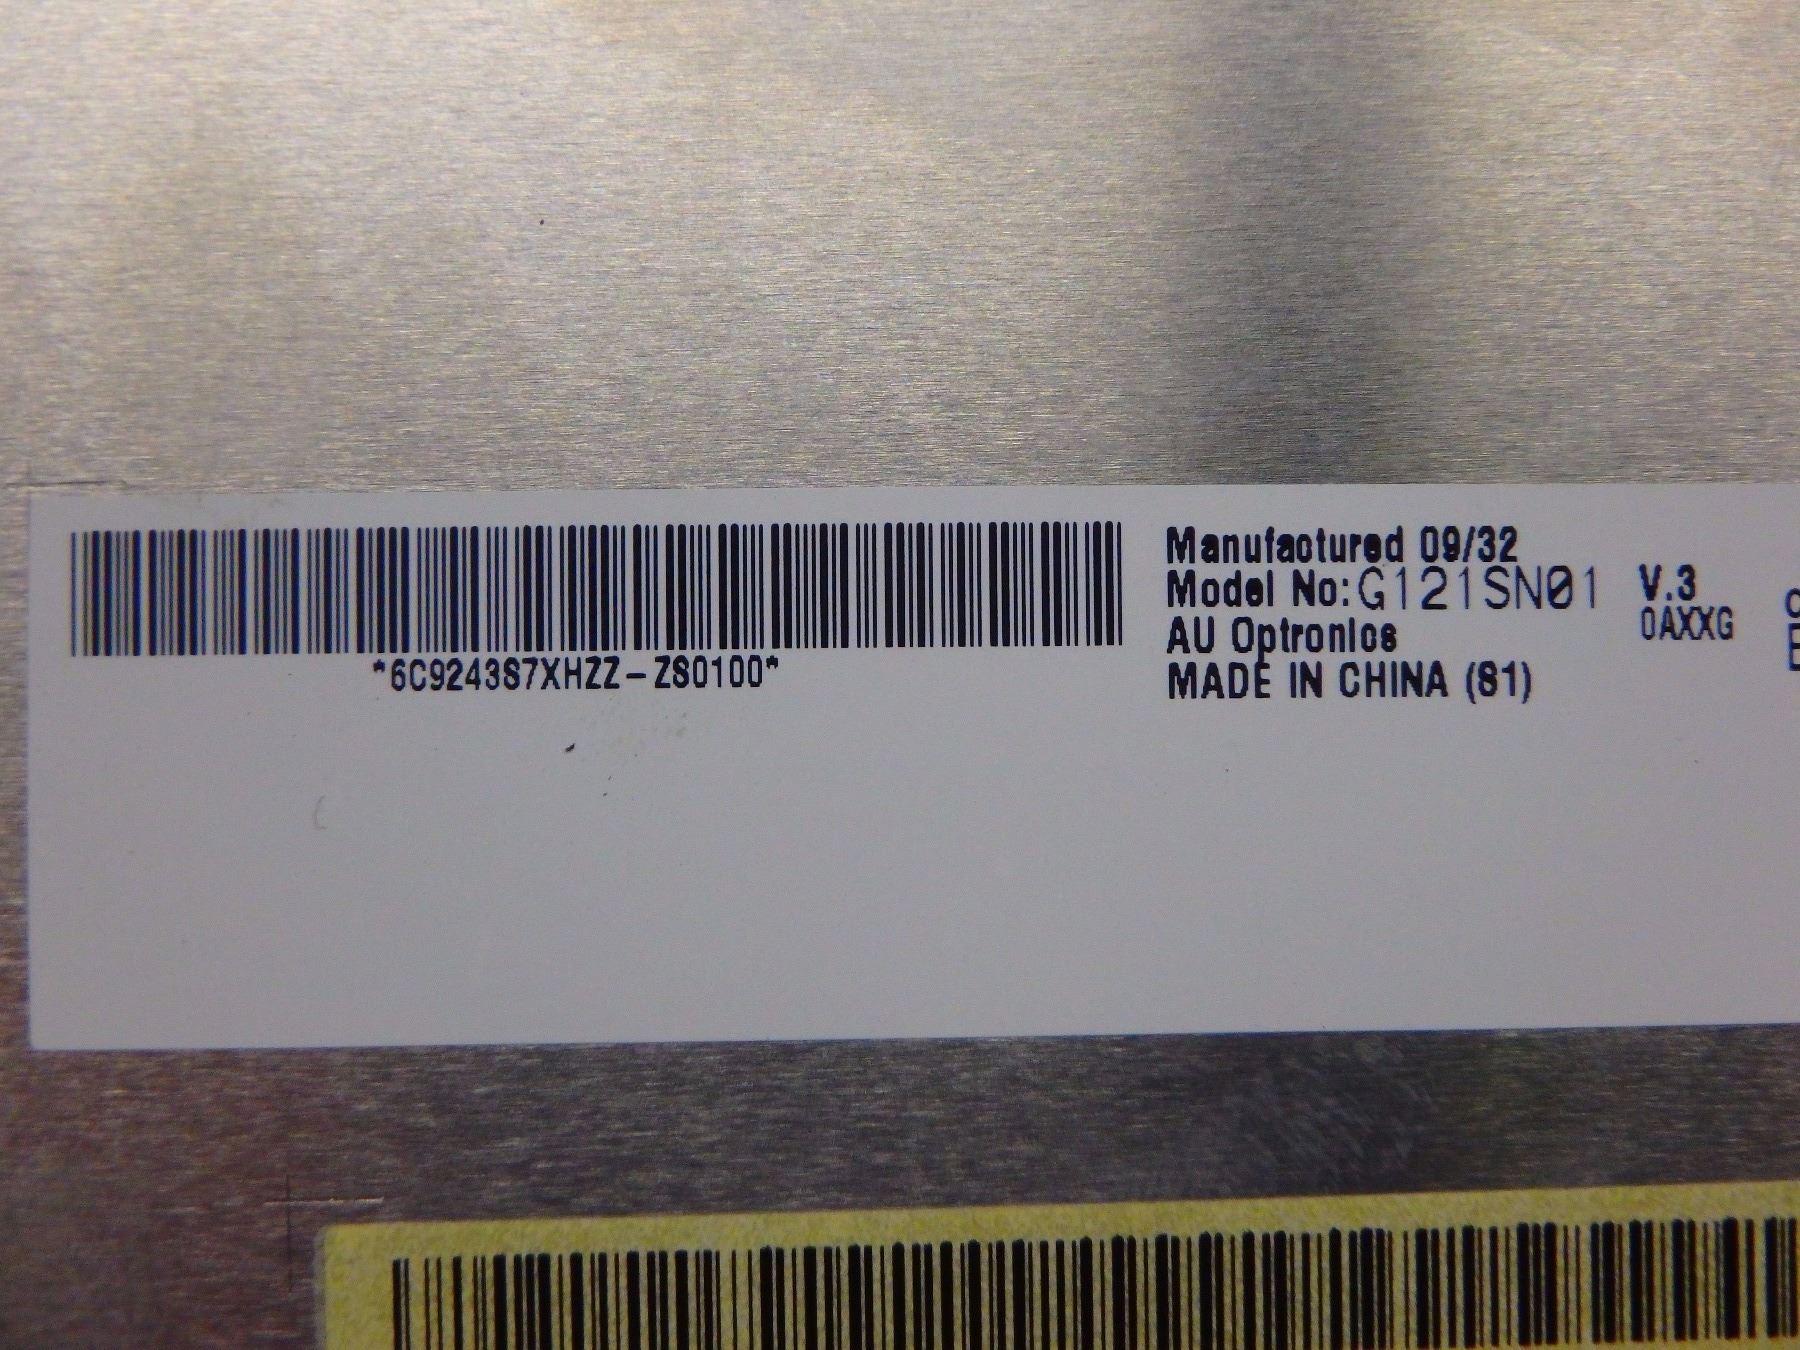 *6C9243S7XHZZ-ZS0100*
Manufactured 09/32
Model No:G121SN01 V.3
0AXXG
AU Optronics
MADE IN CHINA (S1)